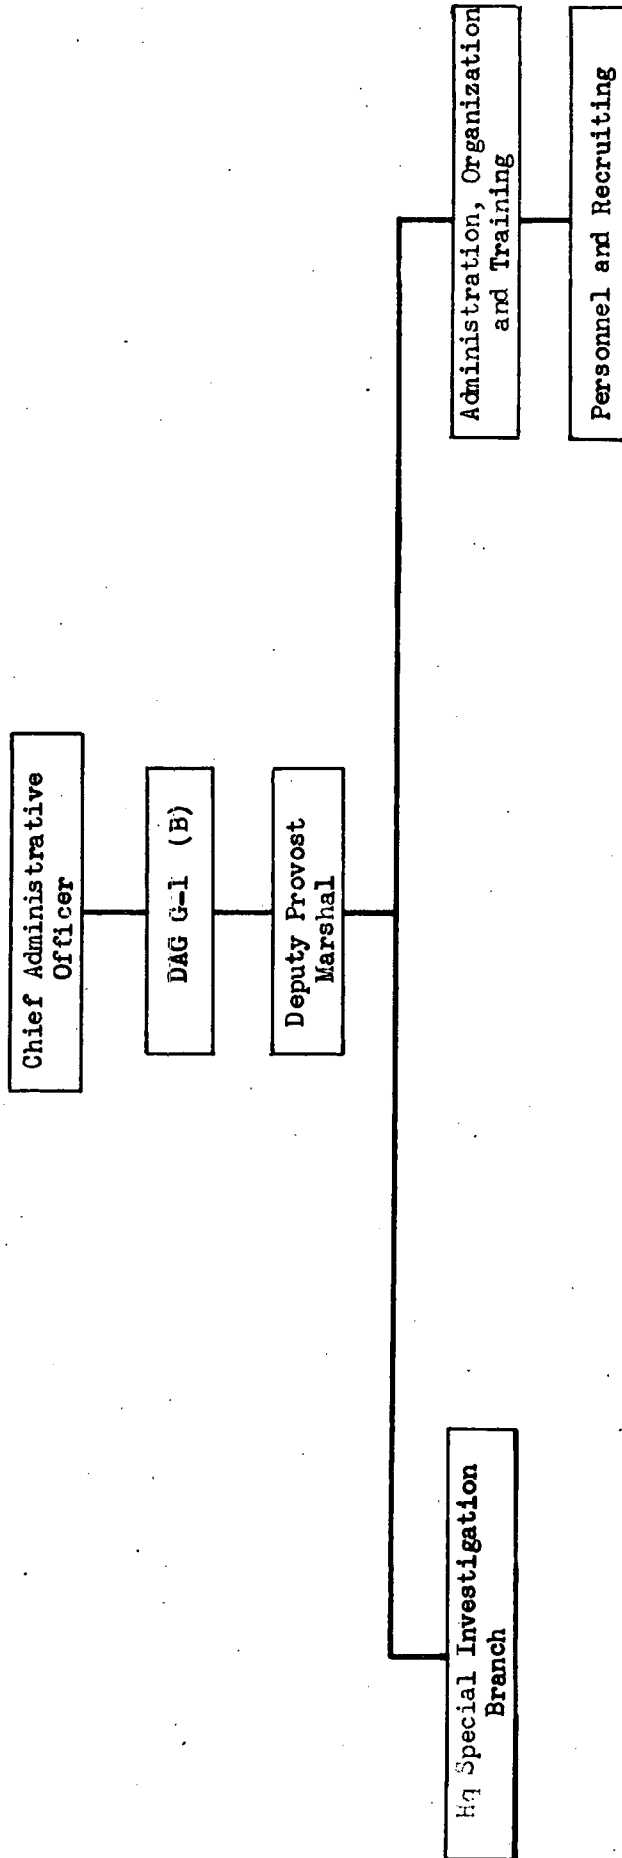 Chief Administrative
Officer
DAG G-1 (B)
Deputy Provost
Marshal
Hq Special Investigation
Branch
Administration, Organization
and Training
Personnel and Recruiting